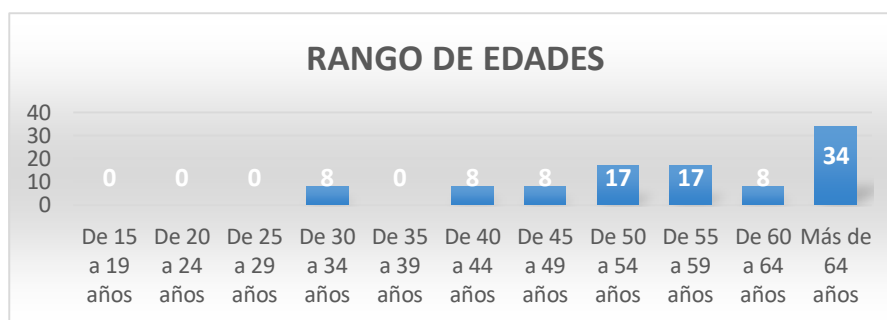 RANGO DE EDADES
40
30
20
10
0
0 0 0 8 0 8 8 17 17 8 34
De 15 De 20 De 25 De 30 De 35 De 40 De 45 De 50 De 55 De 60 Más de
a 19 a 24 a 29 a 34 a 39 a 44 a 49 a 54 a 59 a 64 64
años años años años años años años años años años años